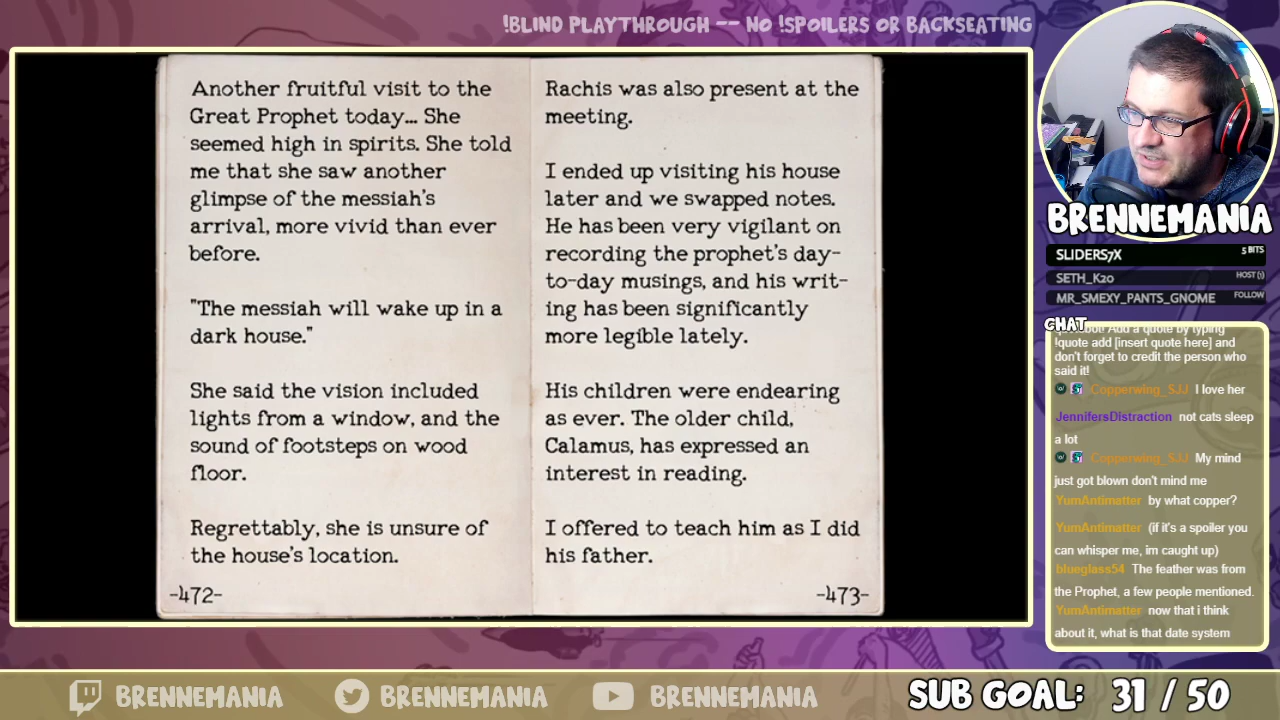 !BLIND PLAYTHROUGH -- NO !SPOILERS OR BACKSEATING
Another fruitful visit to the
Great Prophet today... She
seemed high in spirits. She told
me that she saw another
glimpse of the messiah's
arrival, more vivid than ever
before.
"The messiah will wake up in a
dark house."
She said the vision included
lights from a window, and the
sound of footsteps on wood
floor.
Regrettably, she is unsure of
the house's location.
-472-
Rachis was also present at the
meeting.
I ended up visiting his house
later and we swapped notes.
He has been very vigilant on
recording the prophet's day-
to-day musings, and his writ-
ing has been significantly
more legible lately.
His children were endearing
as ever. The older child,
Calamus, has expressed an
interest in reading.
I offered to teach him as I did
his father.
-473-
BRENNEMANIA
SLIDERS7X 5 BITS
SETH_K20 HOST (1)
MR_SMEXY_PANTS_GNOME FOLLOW
CHAT
Add a quote by typing
!quote add [insert quote here] and
don't forget to credit the person who
said it!
Copperwing_SJJ I love her
JennifersDistraction not cats sleep
a lot
Copperwing_SJJ My mind
just got blown don't mind me
YumAntimatter by what copper?
YumAntimatter (if it's a spoiler you
can whisper me, im caught up)
blueglass54 The feather was from
the Prophet, a few people mentioned.
YumAntimatter now that i think
about it, what is that date system
BRENNEMANIA
BRENNEMANIA
BRENNEMANIA
SUB GOAL: 31 / 50